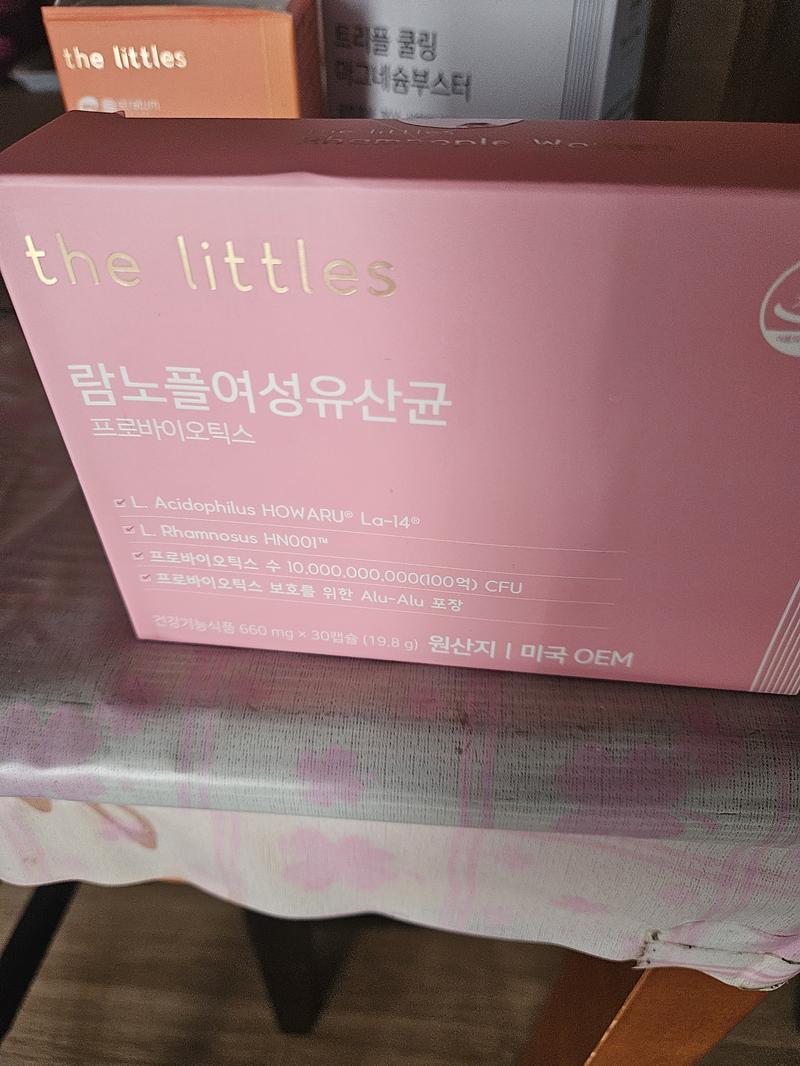 the littles
트리플 쿨링
마그네슘부스터
the littles
the littles
람노플여성유산균
프로바이오틱스
L. Acidophilus HOWARU® La-14®
L. Rhamnosus HN001™
프로바이오틱스 수 10,000,000,000(100억) CFU
프로바이오틱스 보호를 위한 Alu-Alu 포장
건강기능식품 660 mg × 30캡슐 (19.8 g) 원산지 | 미국 OEM